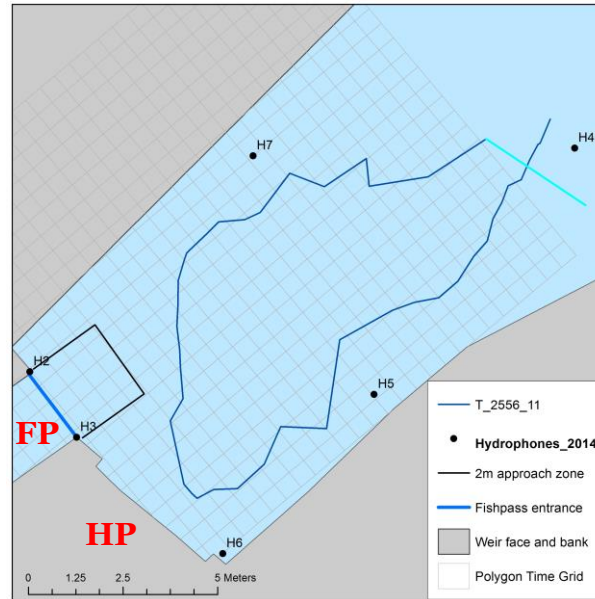 H7
H4
H2
H5
H3
FP
HP
H6
0 1.25 2.5 5 Meters
T_2556_11
Hydrophones_2014
2m approach zone
Fishpass entrance
Weir face and bank
Polygon Time Grid